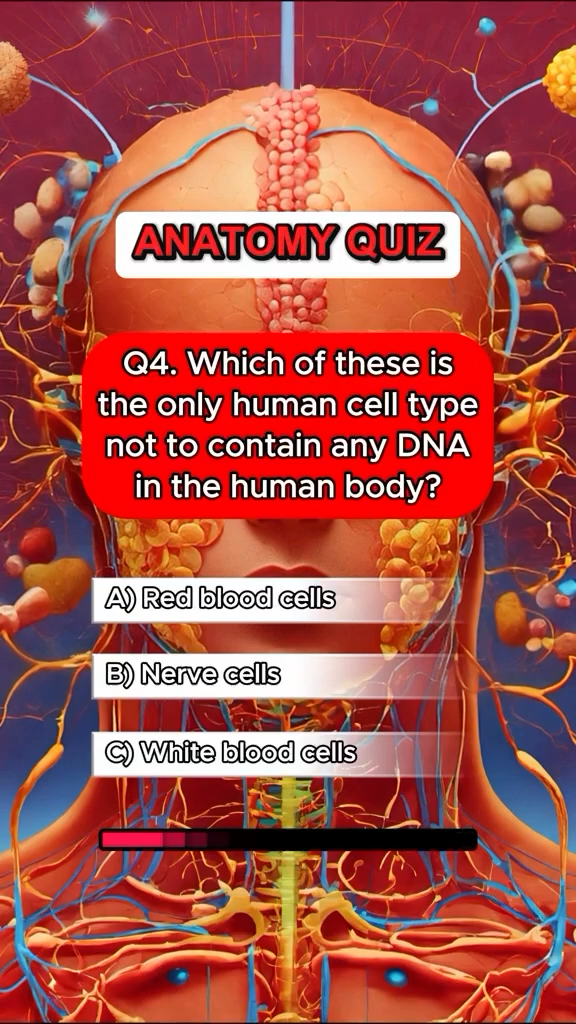 ANATOMY QUIZ
Q4. Which of these is
the only human cell type
not to contain any DNA
in the human body?
A) Red blood cells
B) Nerve cells
C) White blood cells